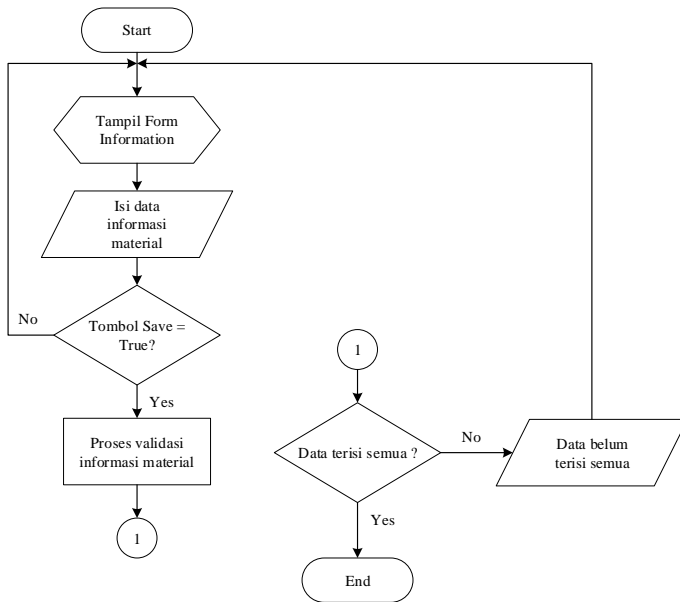 Start
Tampil Form
Information
Isi data
informasi
material
No
Tombol Save =
True?
Yes
Proses validasi
informasi material
1
1
Data terisi semua ?
No
Data belum
terisi semua
Yes
End